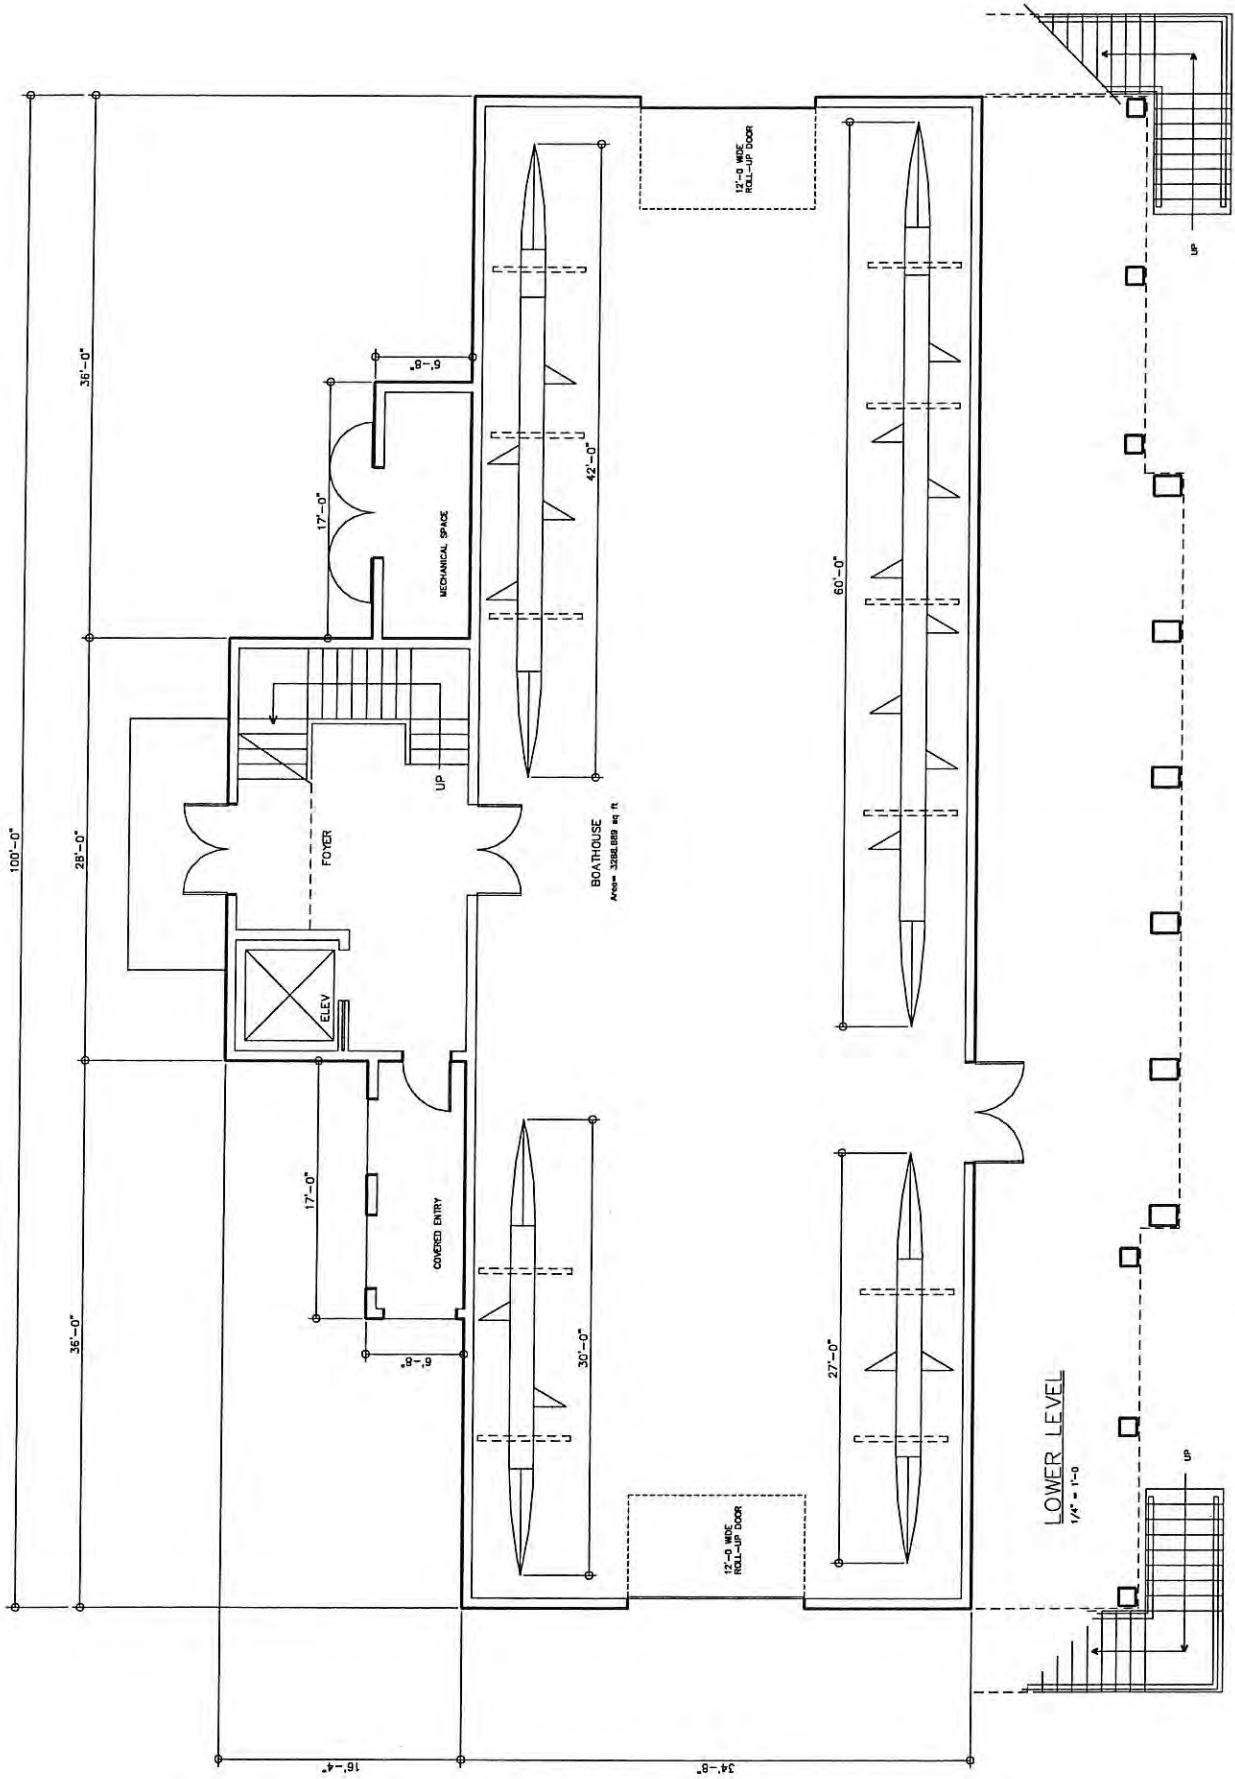 100'-0"
36'-0"
28'-0"
36'-0"
17'-0"
6'-8"
17'-0"
6'-8"
16'-4"
34'-8"
COVERED ENTRY
ELEV
FOYER
UP
MECHANICAL SPACE
30'-0"
42'-0"
BOATHOUSE
Area= 3288.889 sq ft
12'-0 WIDE
ROLL-UP DOOR
12'-0 WIDE
ROLL-UP DOOR
27'-0"
60'-0"
LOWER LEVEL
1/4" = 1'-0
UP
UP